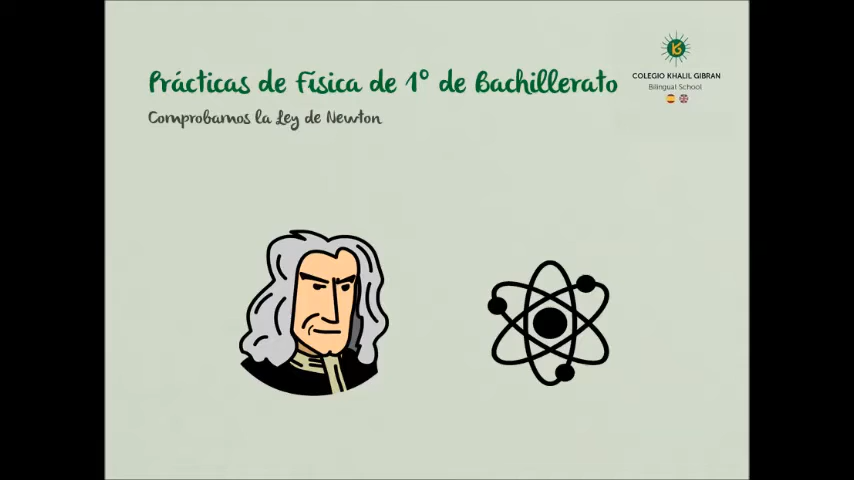 Prácticas de Física de 1º de Bachillerato
Comprobamos la Ley de Newton
COLEGIO KHALIL GIBRAN
Bilingual School